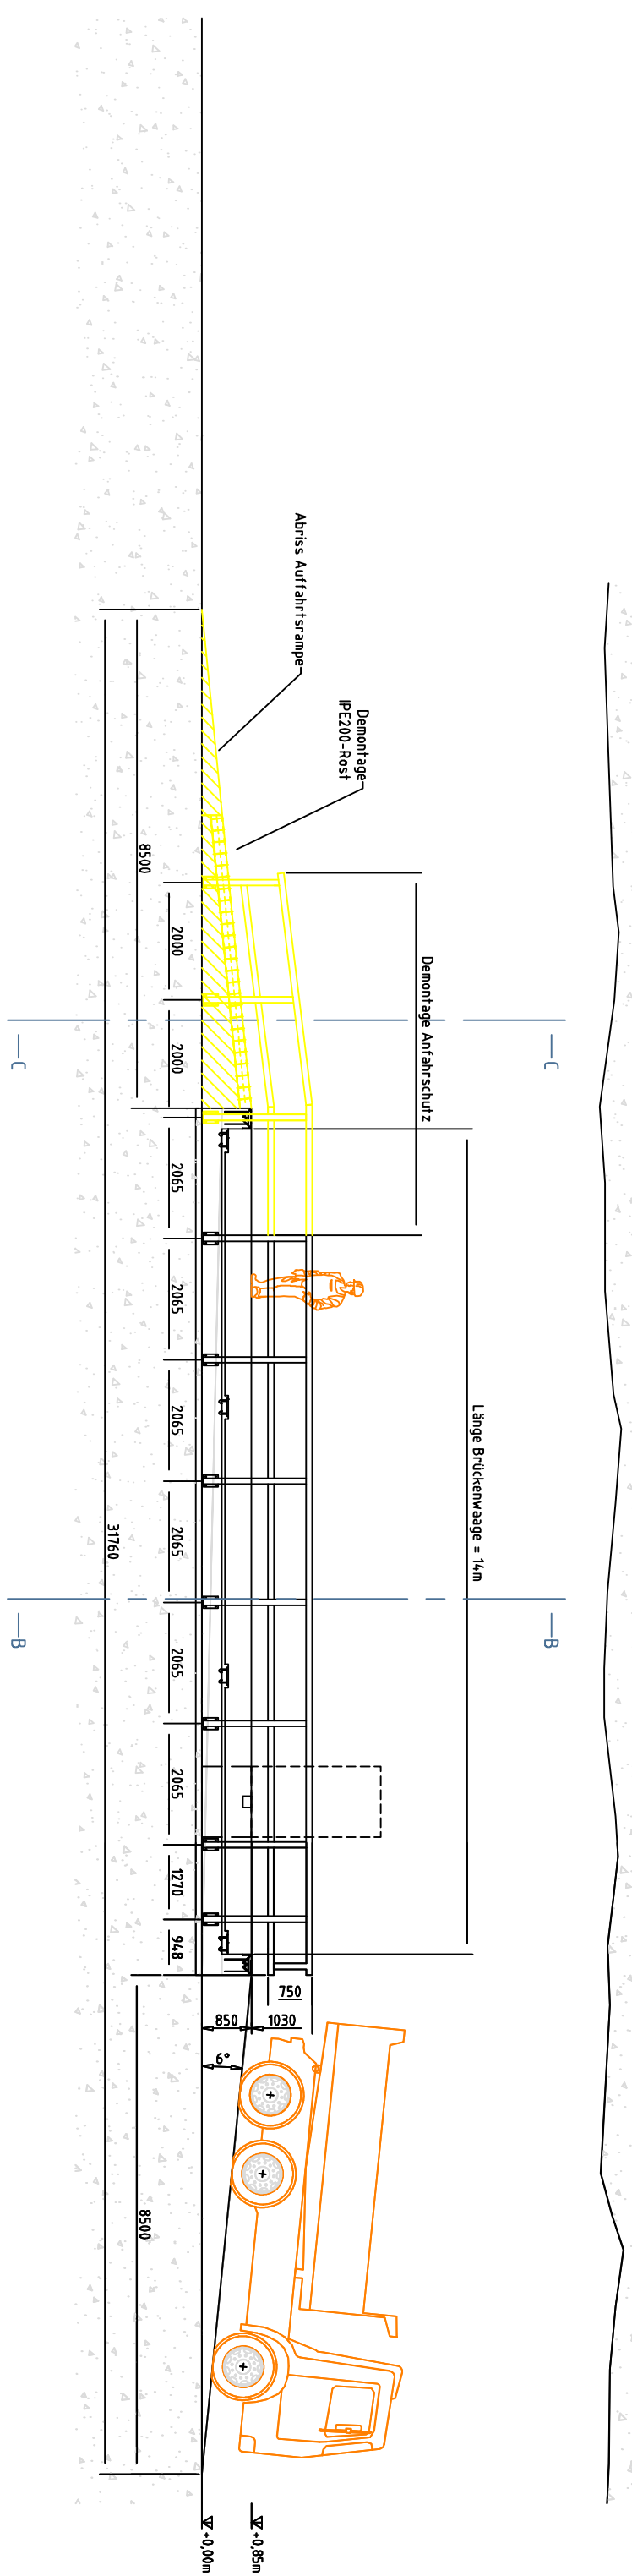 Länge Brückenwaage = 14m
Demontage Anfahrschutz
Demontage
IPE200-Rost
Abriss Auffahrtsrampe
C
B
C
B
750
1030
850
6°
+0,85m
+0,00m
2000
2000
2065
2065
2065
2065
2065
2065
1270
948
8500
8500
31760